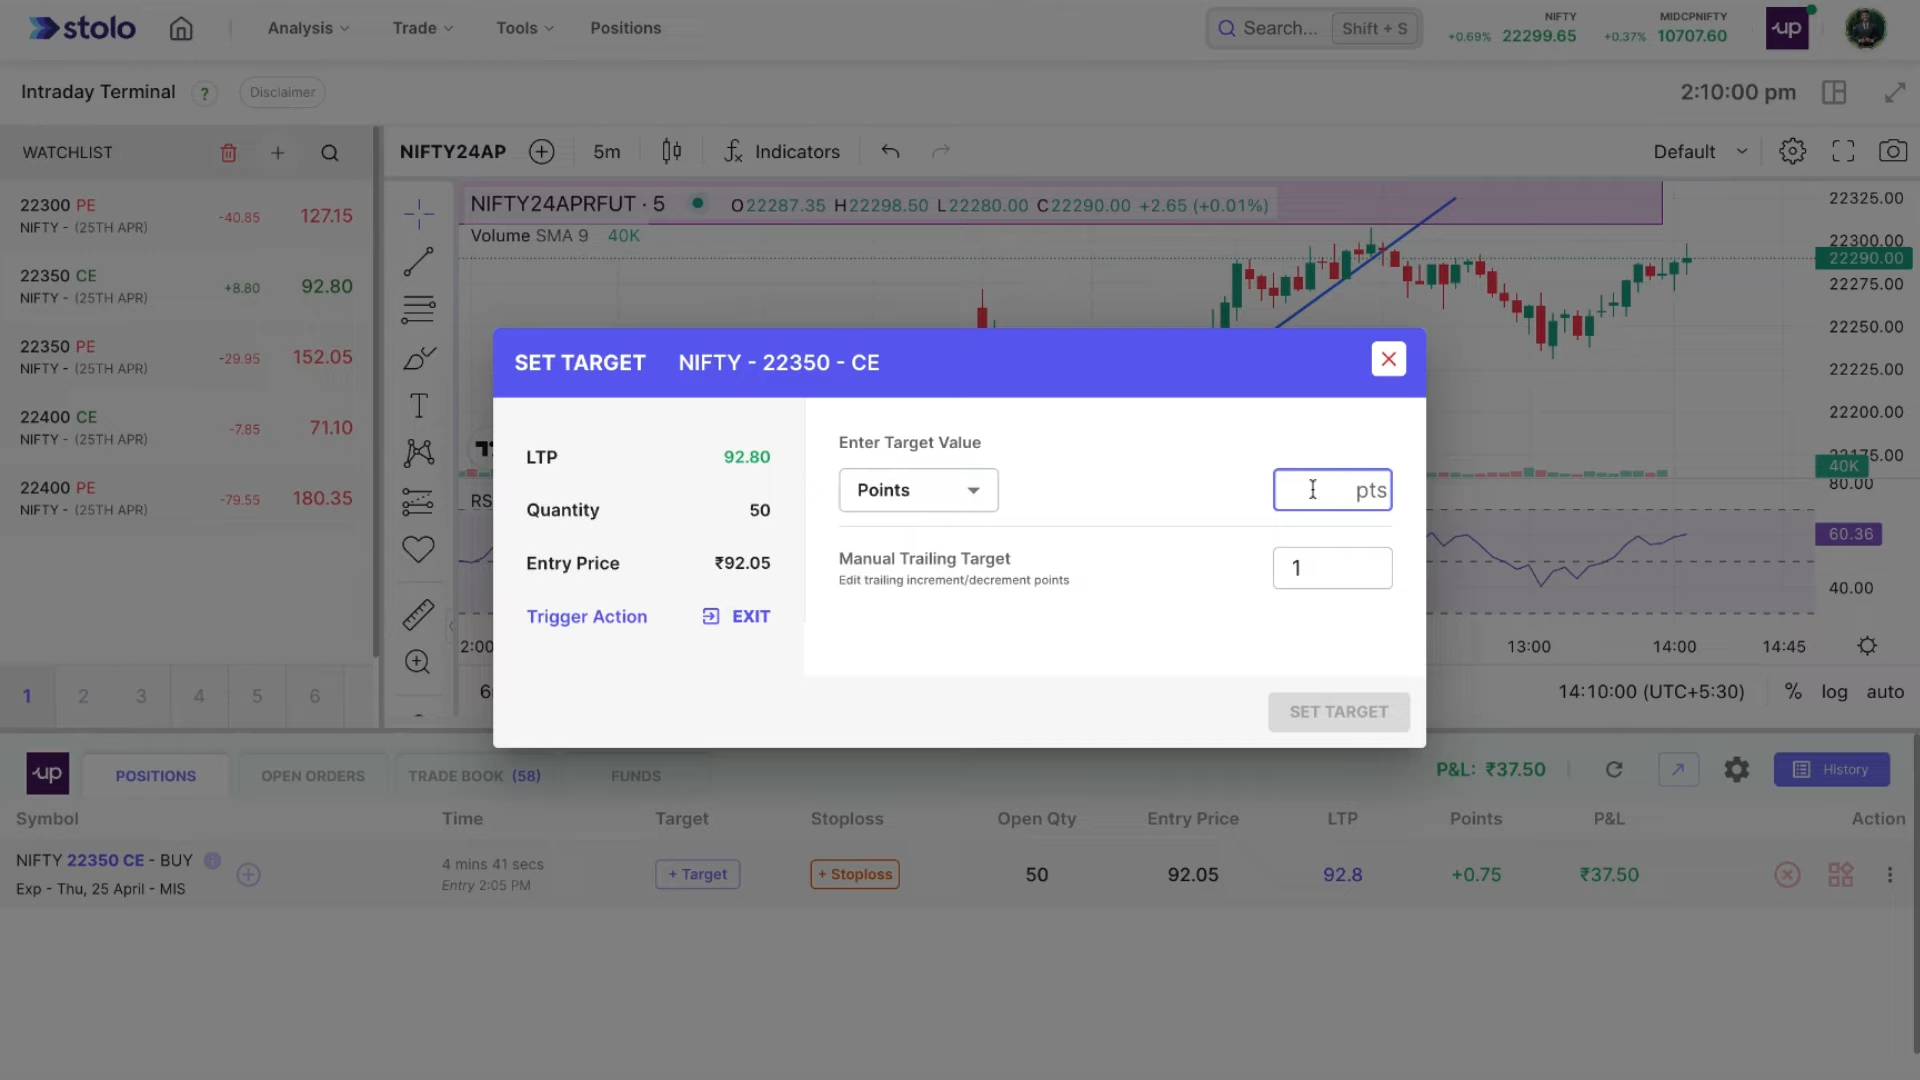 stolo
Analysis
Trade
Tools
Positions
Search...
Shift + S
NIFTY
+0.69% 22299.65
MIDCPNIFTY
+0.37% 10707.60
up
Intraday Terminal
?
Disclaimer
2:10:00 pm
WATCHLIST
22300 PE
NIFTY - (25TH APR)
-40.85
127.15
22350 CE
NIFTY - (25TH APR)
+8.80
92.80
22350 PE
NIFTY - (25TH APR)
-29.95
152.05
22400 CE
NIFTY - (25TH APR)
-7.85
71.10
22400 PE
NIFTY - (25TH APR)
-79.55
180.35
1 2 3 4 5 6
NIFTY24AP
5m
Indicators
Default
NIFTY24APRFUT · 5
O22287.35 H22298.50 L22280.00 C22290.00 +2.65 (+0.01%)
Volume SMA 9 40K
22325.00
22300.00
22290.00
22275.00
22250.00
22225.00
22200.00
22175.00
40K
80.00
60.36
40.00
RS
2:00
13:00
14:00
14:45
14:10:00 (UTC+5:30)
%
log
auto
SET TARGET NIFTY - 22350 - CE
LTP 92.80
Quantity 50
Entry Price ₹92.05
Trigger Action EXIT
Enter Target Value
Points
pts
Manual Trailing Target
Edit trailing increment/decrement points
1
SET TARGET
up
POSITIONS
OPEN ORDERS
TRADE BOOK (58)
FUNDS
P&L: ₹37.50
History
Symbol
Time
Target
Stoploss
Open Qty
Entry Price
LTP
Points
P&L
Action
NIFTY 22350 CE - BUY
Exp - Thu, 25 April - MIS
4 mins 41 secs
Entry 2:05 PM
+ Target
+ Stoploss
50
92.05
92.8
+0.75
₹37.50